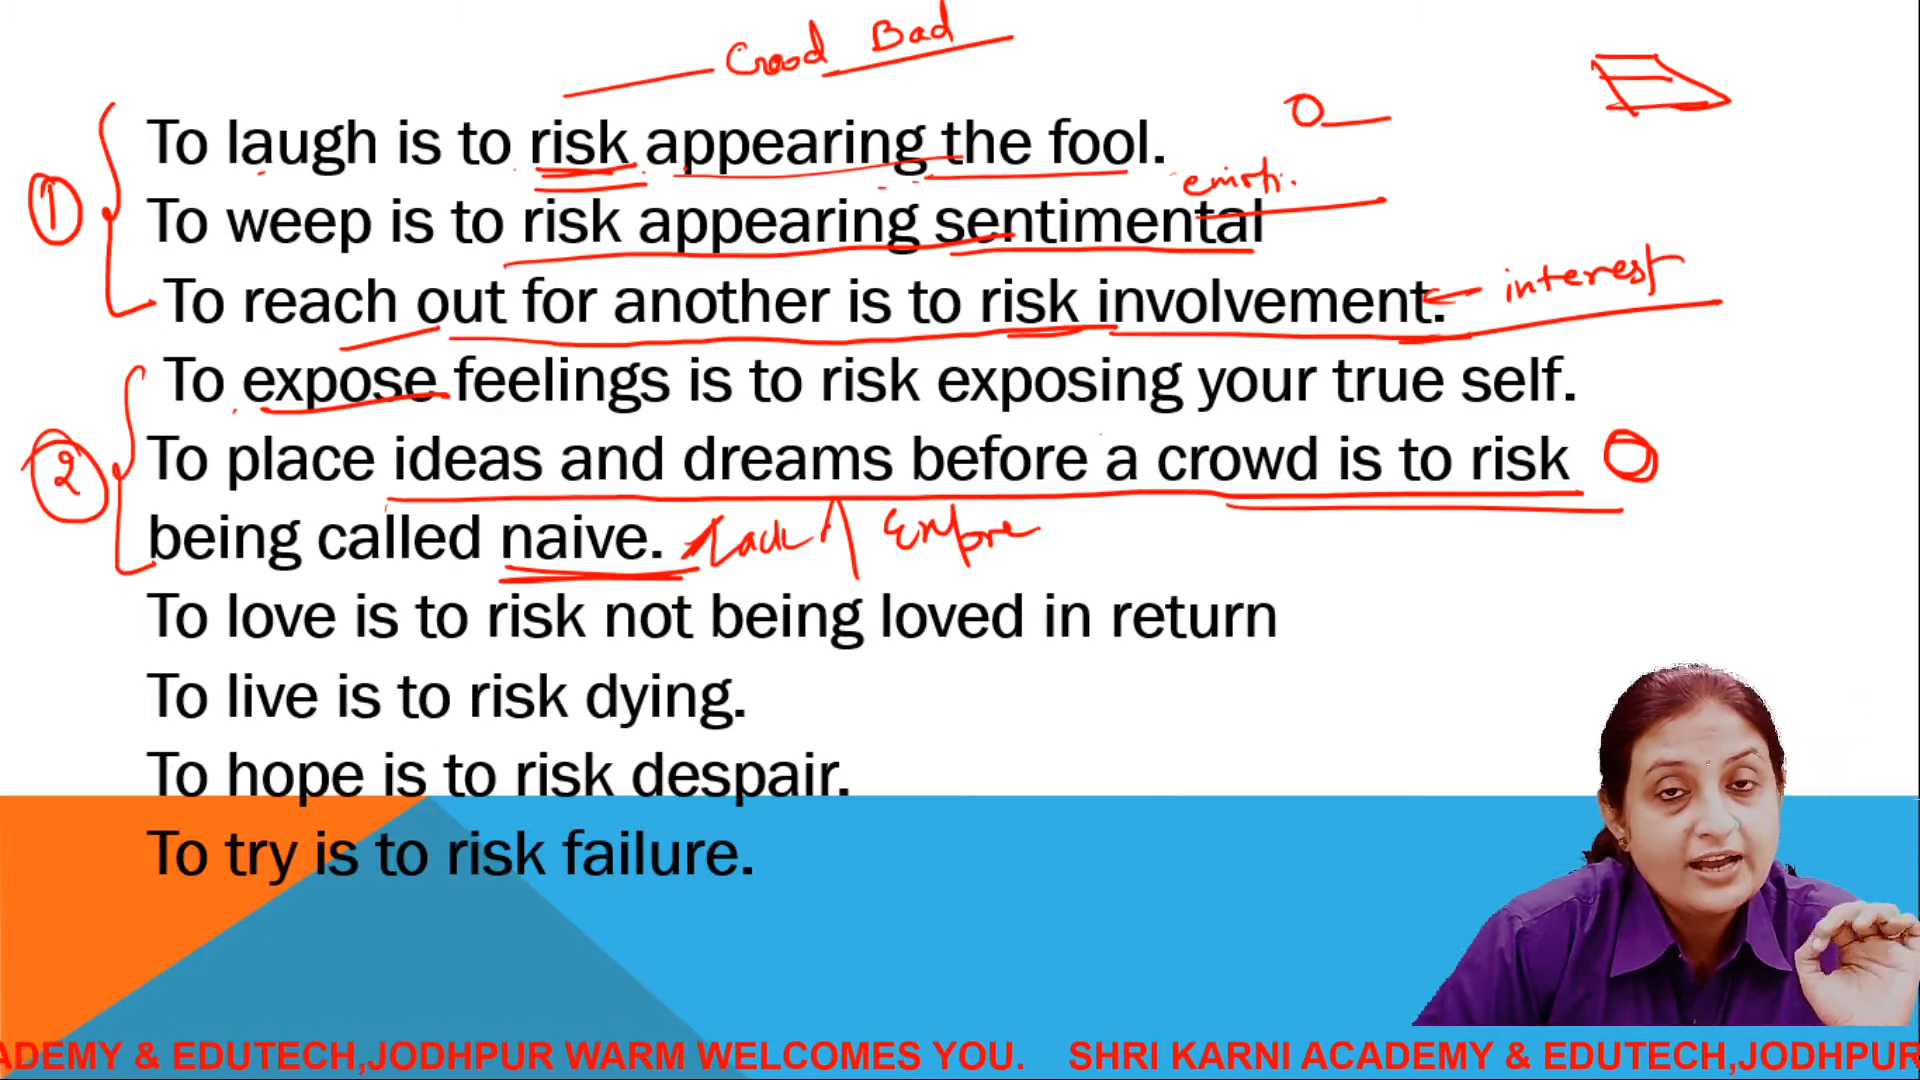 Good Bad
To laugh is to risk appearing the fool.
emoti.
To weep is to risk appearing sentimental
1
To reach out for another is to risk involvement.
interest
To expose feelings is to risk exposing your true self.
To place ideas and dreams before a crowd is to risk
2
being called naive.
lack
To love is to risk not being loved in return
To live is to risk dying.
To hope is to risk despair.
To try is to risk failure.
ADEMY & EDUTECH,JODHPUR WARM WELCOMES YOU. SHRI KARNI ACADEMY & EDUTECH,JODHPUR